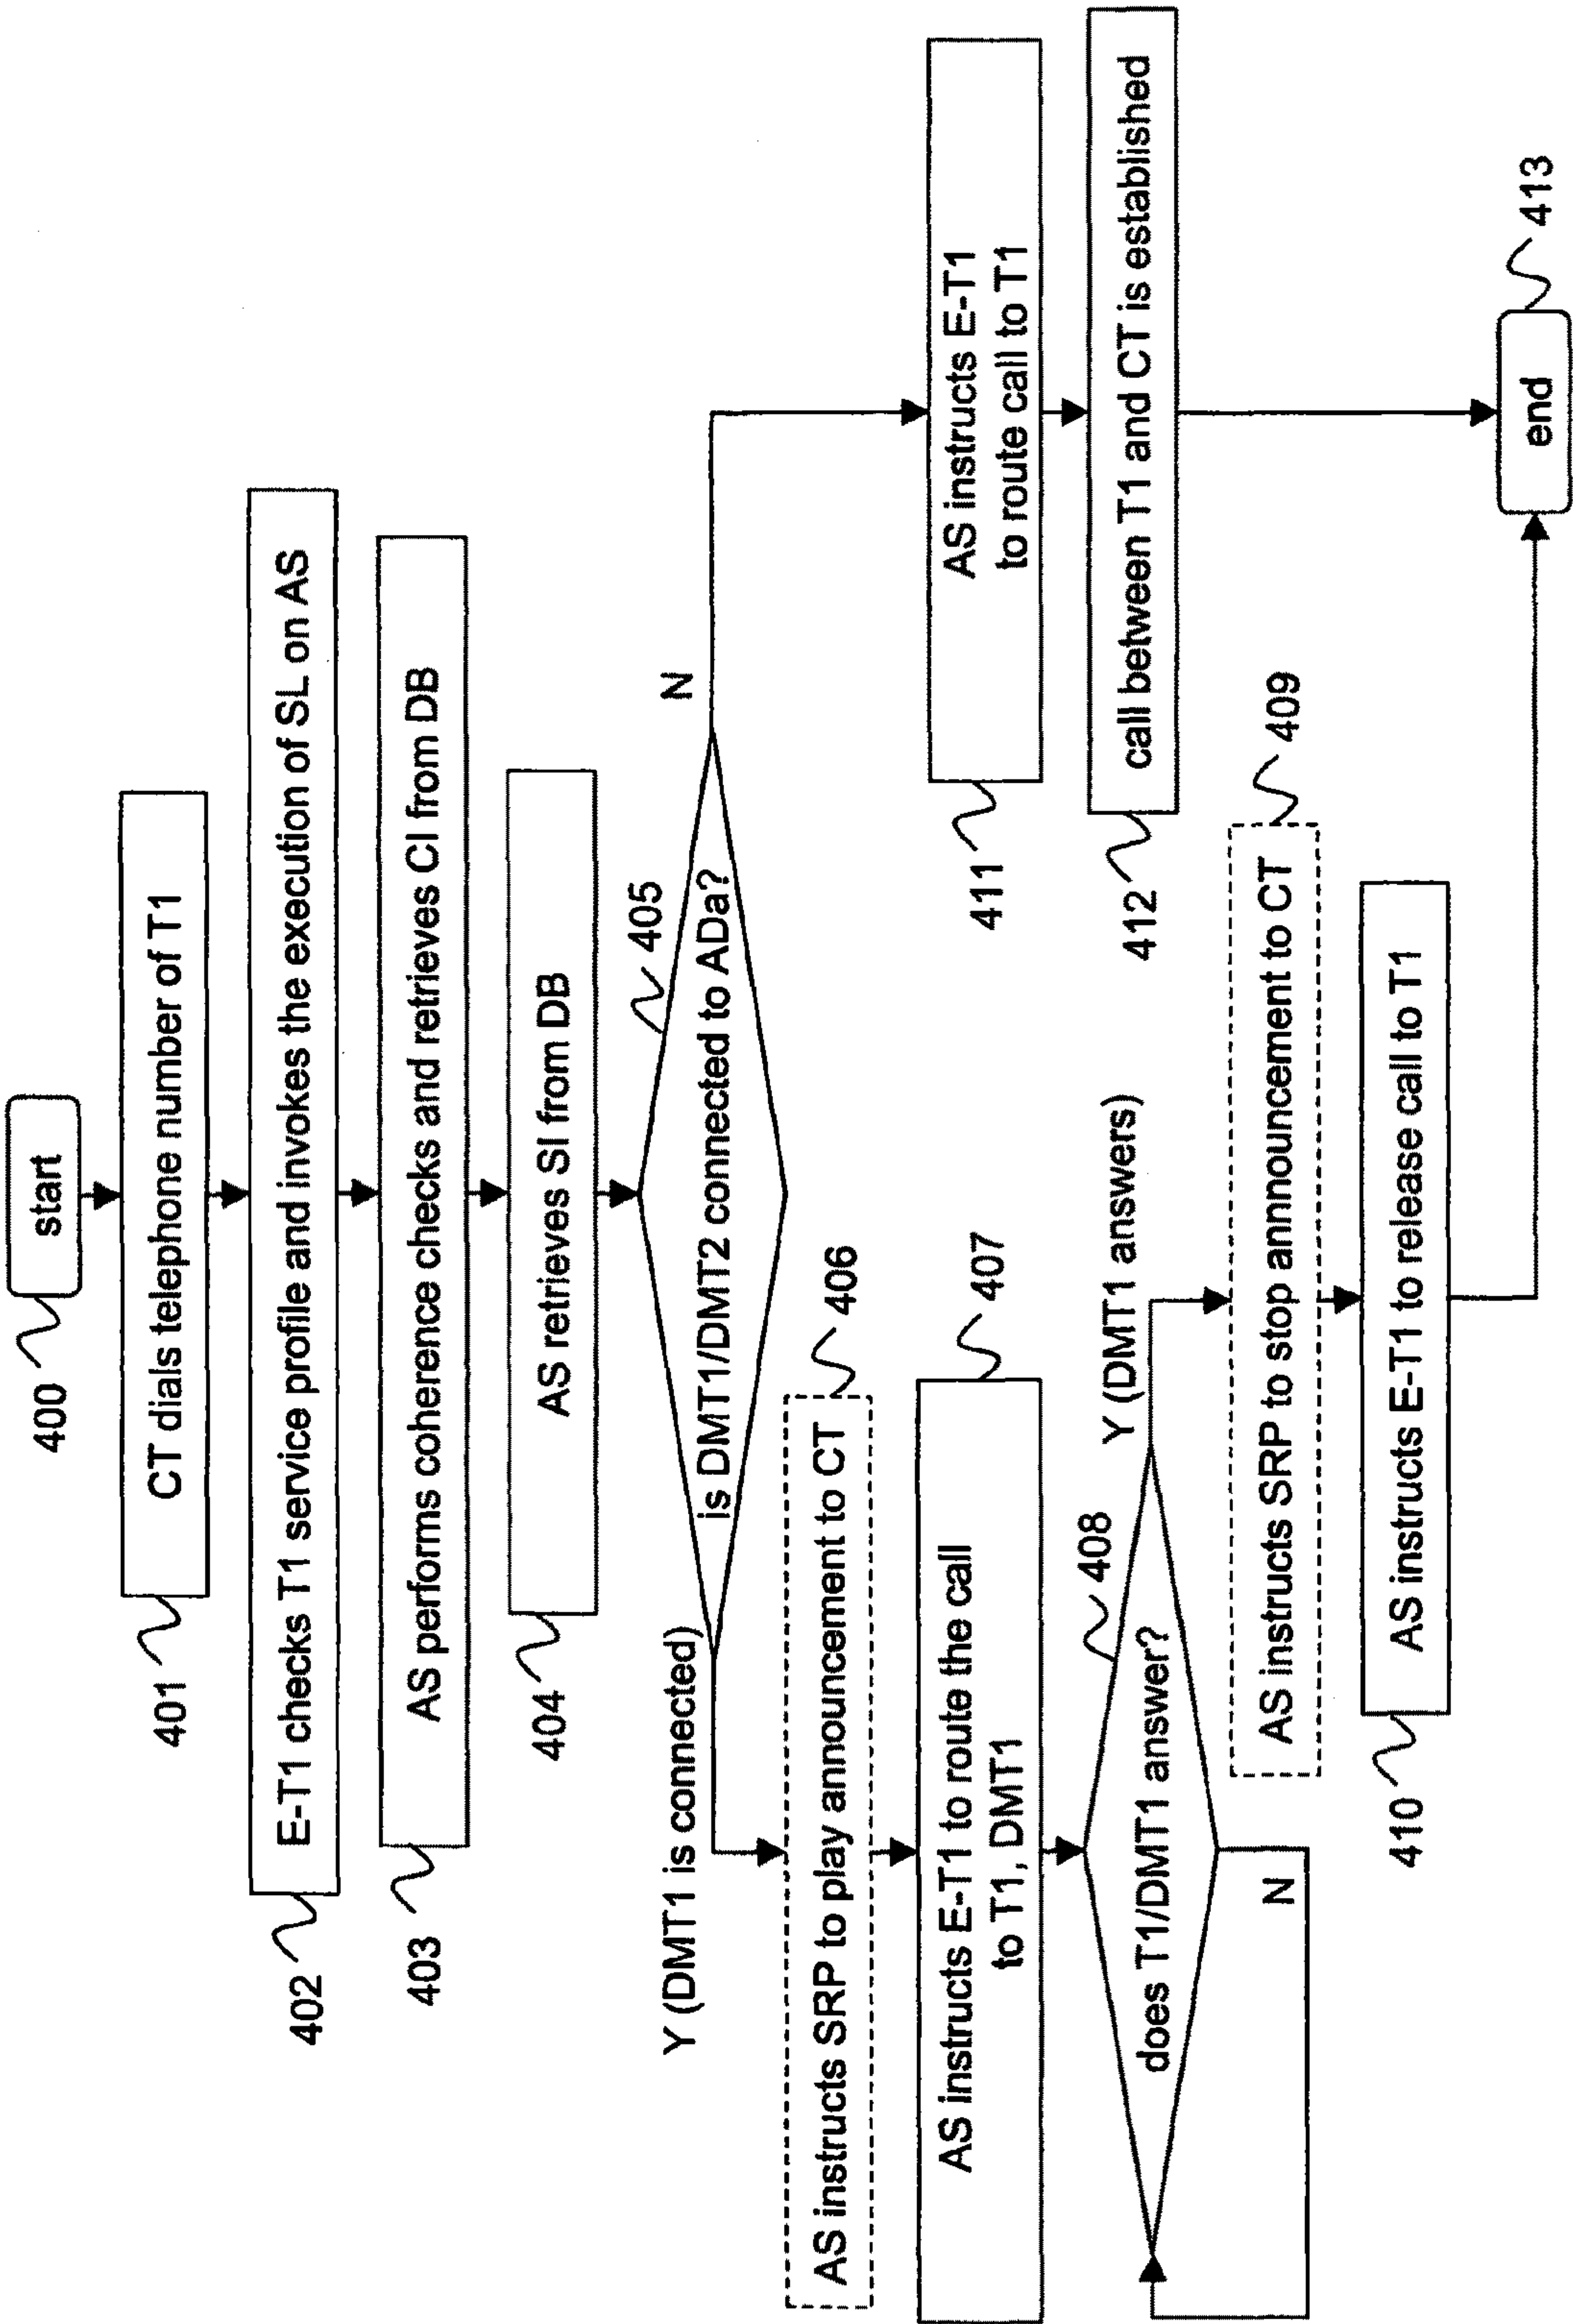 start
400
CT dials telephone number of T1
401
E-T1 checks T1 service profile and invokes the execution of SL on AS
402
AS performs coherence checks and retrieves CI from DB
403
AS retrieves SI from DB
404
405
is DMT1/DMT2 connected to ADa?
Y (DMT1 is connected)
N
AS instructs SRP to play announcement to CT
406
AS instructs E-T1 to route the call
to T1, DMT1
407
408
does T1/DMT1 answer?
Y (DMT1 answers)
N
AS instructs SRP to stop announcement to CT
409
AS instructs E-T1 to release call to T1
410
AS instructs E-T1
to route call to T1
411
call between T1 and CT is established
412
end
413